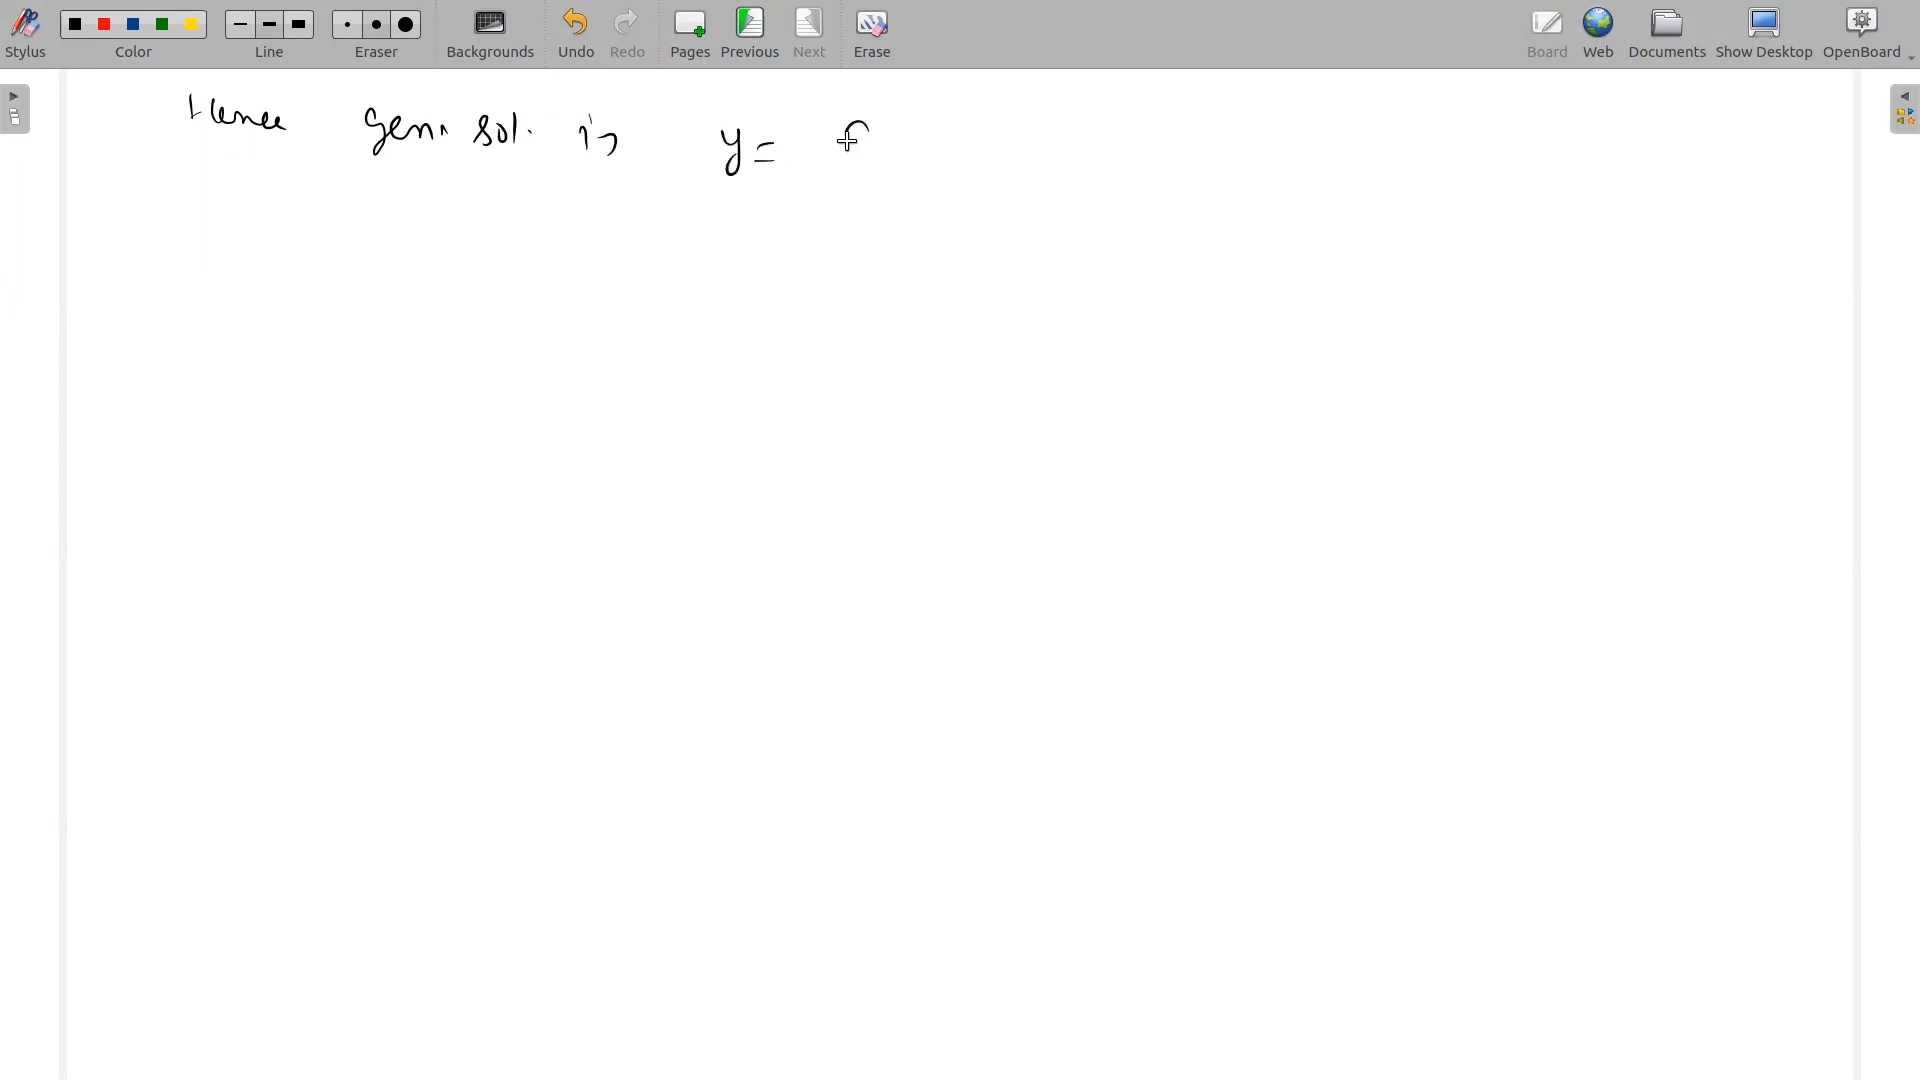 Stylus Color Line Eraser Backgrounds Undo Redo Pages Previous Next Erase Board Web Documents Show Desktop OpenBoard
Hence gen. sol. is y =